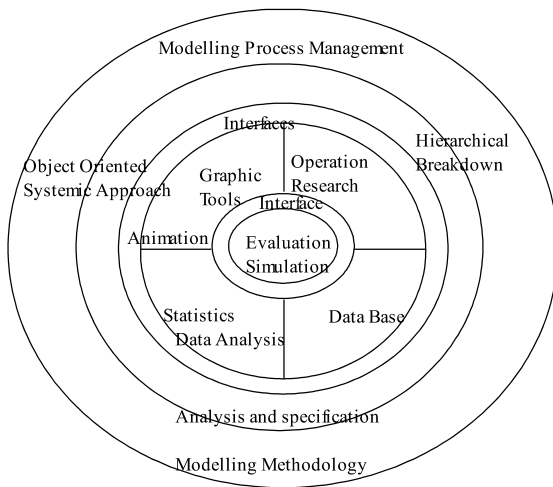 Modelling Process Management
Interfaces
Hierarchical
Breakdown
Object Oriented
Systemic Approach
Graphic
Tools
Operation
Research
Interface
Animation
Evaluation
Simulation
Statistics
Data Analysis
Data Base
Analysis and specification
Modelling Methodology